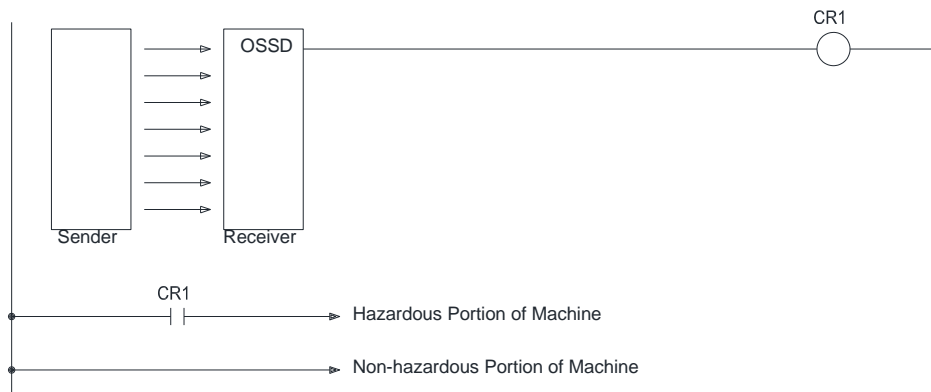 CR1
OSSD
Sender
Receiver
CR1
Hazardous Portion of Machine
Non-hazardous Portion of Machine